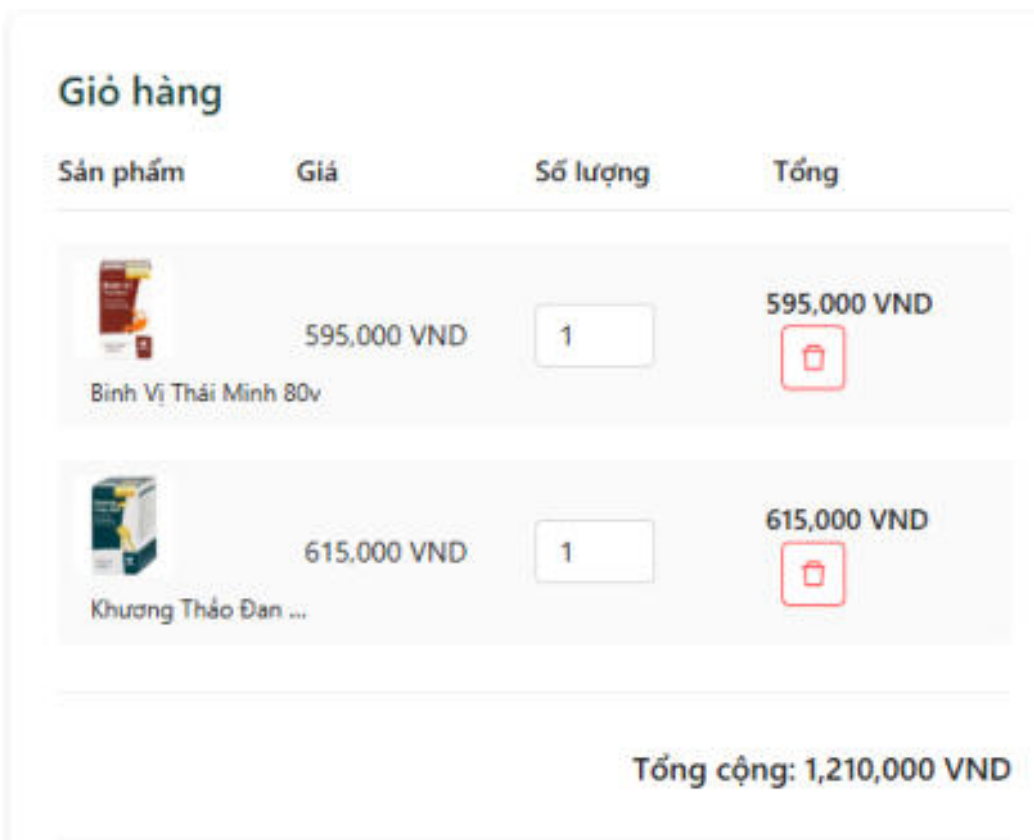 Giỏ hàng
Sản phẩm Giá Số lượng Tổng
595,000 VND
595,000 VND 1
Bình Vị Thái Minh 80v
615,000 VND
615,000 VND 1
Khương Thảo Đan ...
Tổng cộng: 1,210,000 VND